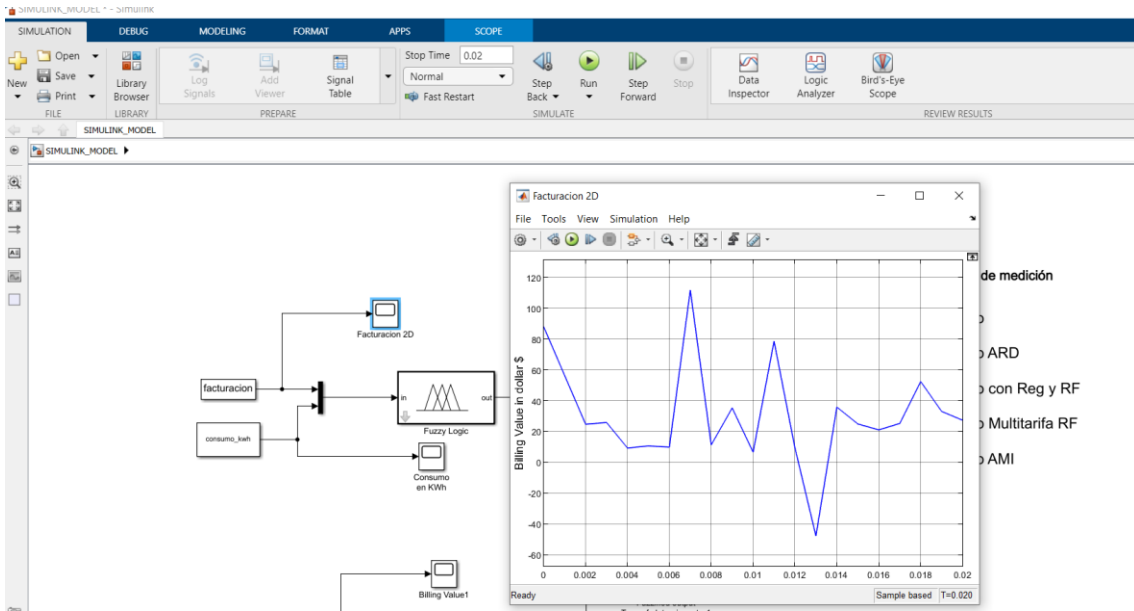 SIMULINK_MODEL * - Simulink
SIMULATION DEBUG MODELING FORMAT APPS SCOPE
New
Open
Save
Print
FILE
Library
Browser
LIBRARY
Log
Signals
Add
Viewer
Signal
Table
PREPARE
Stop Time 0.02
Normal
Fast Restart
Step
Back
Run
Step
Forward
Stop
SIMULATE
Data
Inspector
Logic
Analyzer
Bird's-Eye
Scope
REVIEW RESULTS
SIMULINK_MODEL
SIMULINK_MODEL
Facturacion 2D
facturacion
consumo_kwh
in
out
Fuzzy Logic
Consumo
en KWh
Billing Value1
Facturacion 2D
File Tools View Simulation Help
Billing Value in dollar $
120
100
80
60
40
20
0
-20
-40
-60
0 0.002 0.004 0.006 0.008 0.01 0.012 0.014 0.016 0.018 0.02
Ready
Sample based T=0.020
de medición
o
o ARD
o con Reg y RF
o Multitarifa RF
o AMI